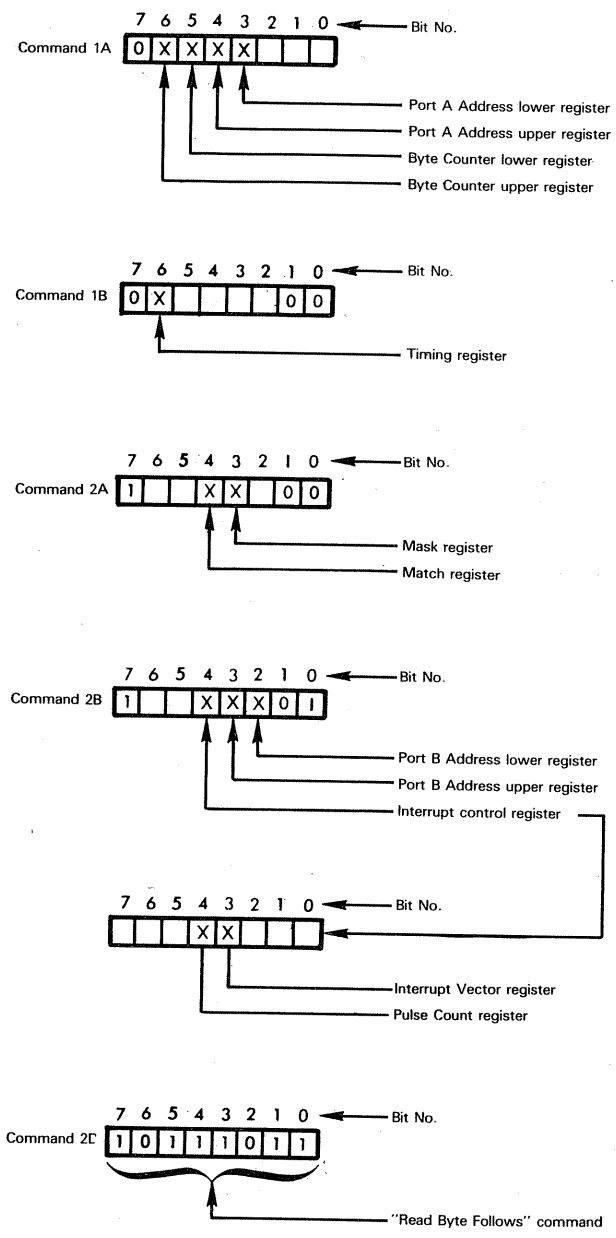 7 6 5 4 3 2 1 0 Bit No.
Command 1A 0 X X X X
Port A Address lower register
Port A Address upper register
Byte Counter lower register
Byte Counter upper register
7 6 5 4 3 2 1 0 Bit No.
Command 1B 0 X 0 0
Timing register
7 6 5 4 3 2 1 0 Bit No.
Command 2A 1 X X 0 0
Mask register
Match register
7 6 5 4 3 2 1 0 Bit No.
Command 2B 1 X X X 0 1
Port B Address lower register
Port B Address upper register
Interrupt control register
7 6 5 4 3 2 1 0 Bit No.
X X
Interrupt Vector register
Pulse Count register
7 6 5 4 3 2 1 0 Bit No.
Command 2D 1 0 1 1 1 0 1 1
"Read Byte Follows" command